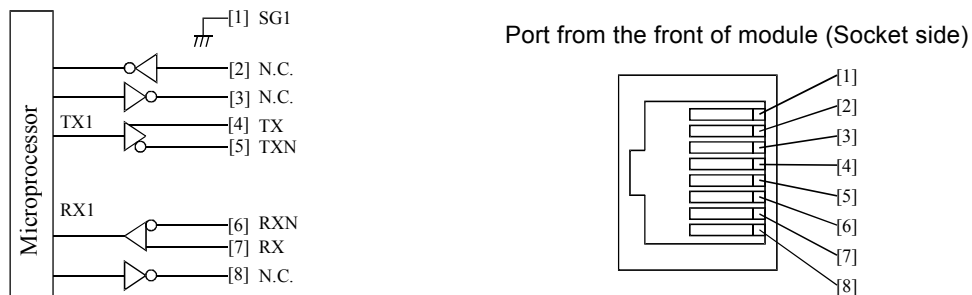 [1] SG1
[2] N.C.
[3] N.C.
TX1
[4] TX
[5] TXN
RX1
[6] RXN
[7] RX
[8] N.C.
Microprocessor
Port from the front of module (Socket side)
[1]
[2]
[3]
[4]
[5]
[6]
[7]
[8]